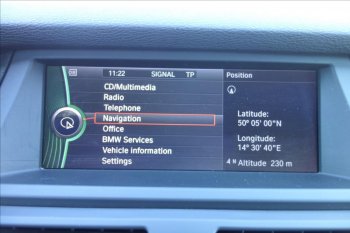 11:22 SIGNAL TP
CD/Multimedia
Radio
Telephone
Navigation
Office
BMW Services
Vehicle information
Settings
Position
Latitude:
50° 05' 00"N
Longitude:
14° 30' 40"E
Altitude 230 m